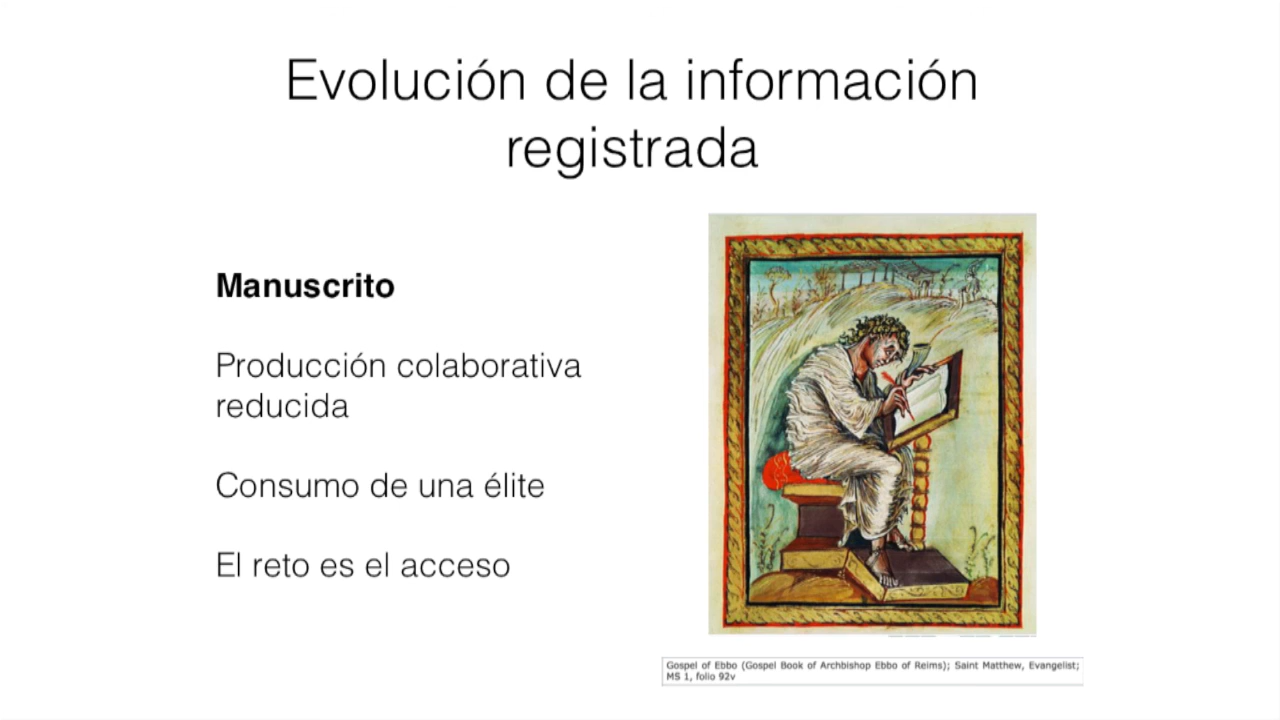 Evolución de la información
registrada
Manuscrito
Producción colaborativa
reducida
Consumo de una élite
El reto es el acceso
Gospel of Ebbo (Gospel Book of Archbishop Ebbo of Reims); Saint Matthew, Evangelist;
MS 1, folio 92v